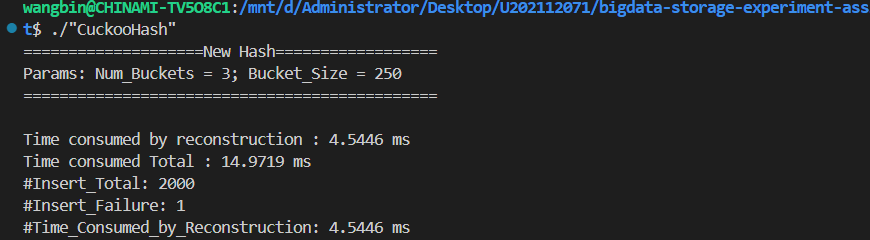 wangbin@CHINAMI-TV5O8C1:/mnt/d/Administrator/Desktop/U202112071/bigdata-storage-experiment-ass
t$ ./"CuckooHash"
====================New Hash==================
Params: Num_Buckets = 3; Bucket_Size = 250
==============================================
Time consumed by reconstruction : 4.5446 ms
Time consumed Total : 14.9719 ms
#Insert_Total: 2000
#Insert_Failure: 1
#Time_Consumed_by_Reconstruction: 4.5446 ms